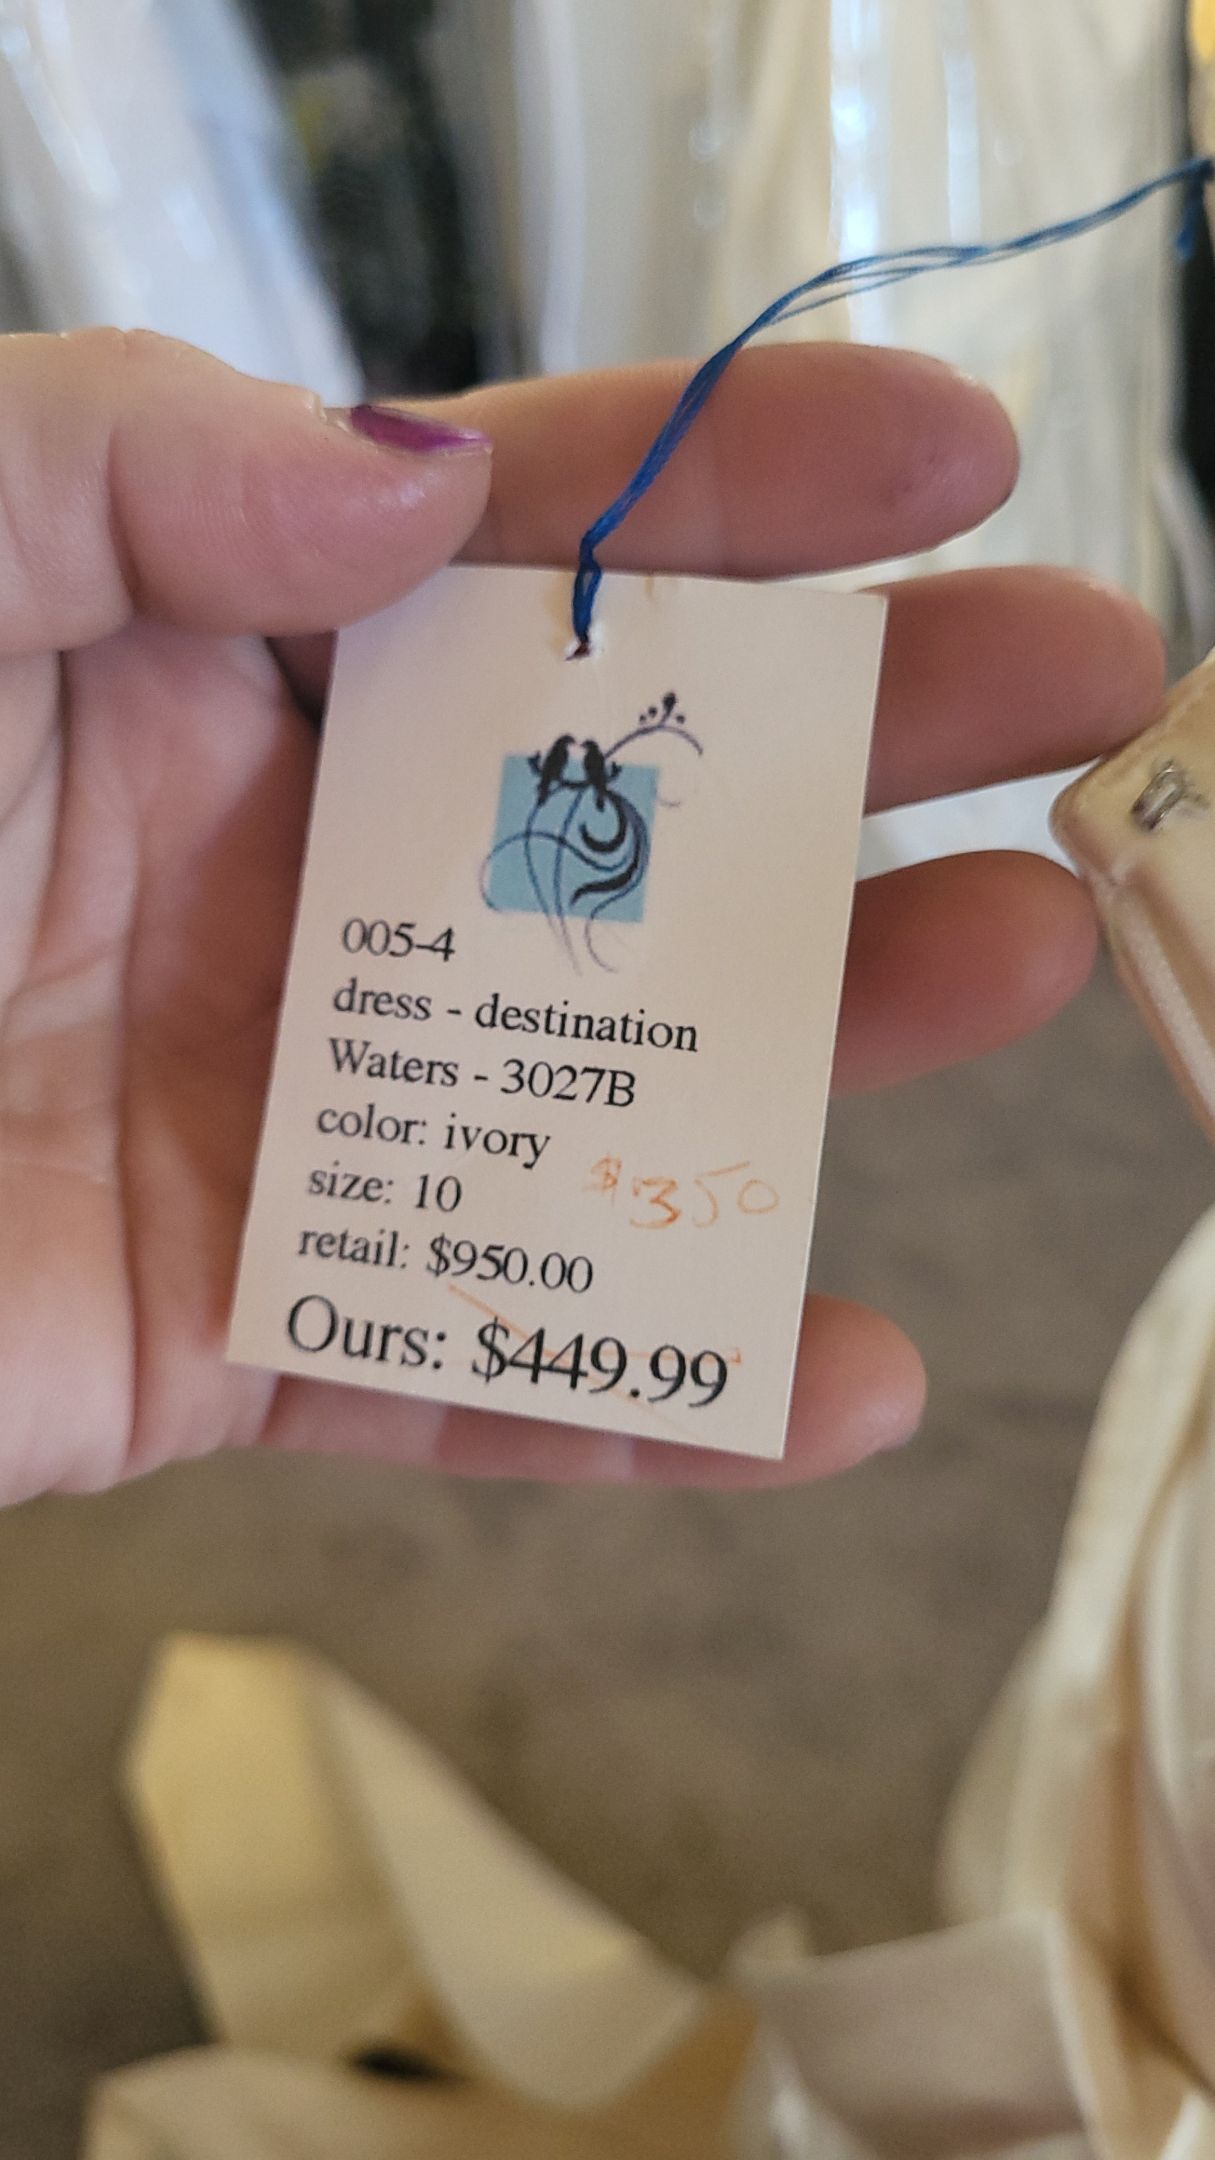 005-4
dress - destination
Waters - 3027B
color: ivory
size: 10
$350
retail: $950.00
Ours: $449.99